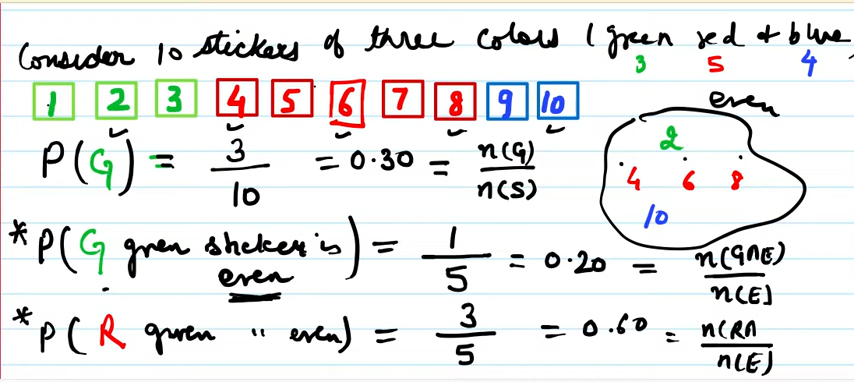 Consider 10 stickers of three colors (green red & blue)
3 5 4
1 2 3 4 5 6 7 8 9 10
even
2
4 6 8
10
P(G) = 3/10 = 0.30 = n(G)/n(S)
* P(G given sticker is even) = 1/5 = 0.20 = n(G∩E)/n(E)
* P(R given " even) = 3/5 = 0.60 = n(R∩/n(E)